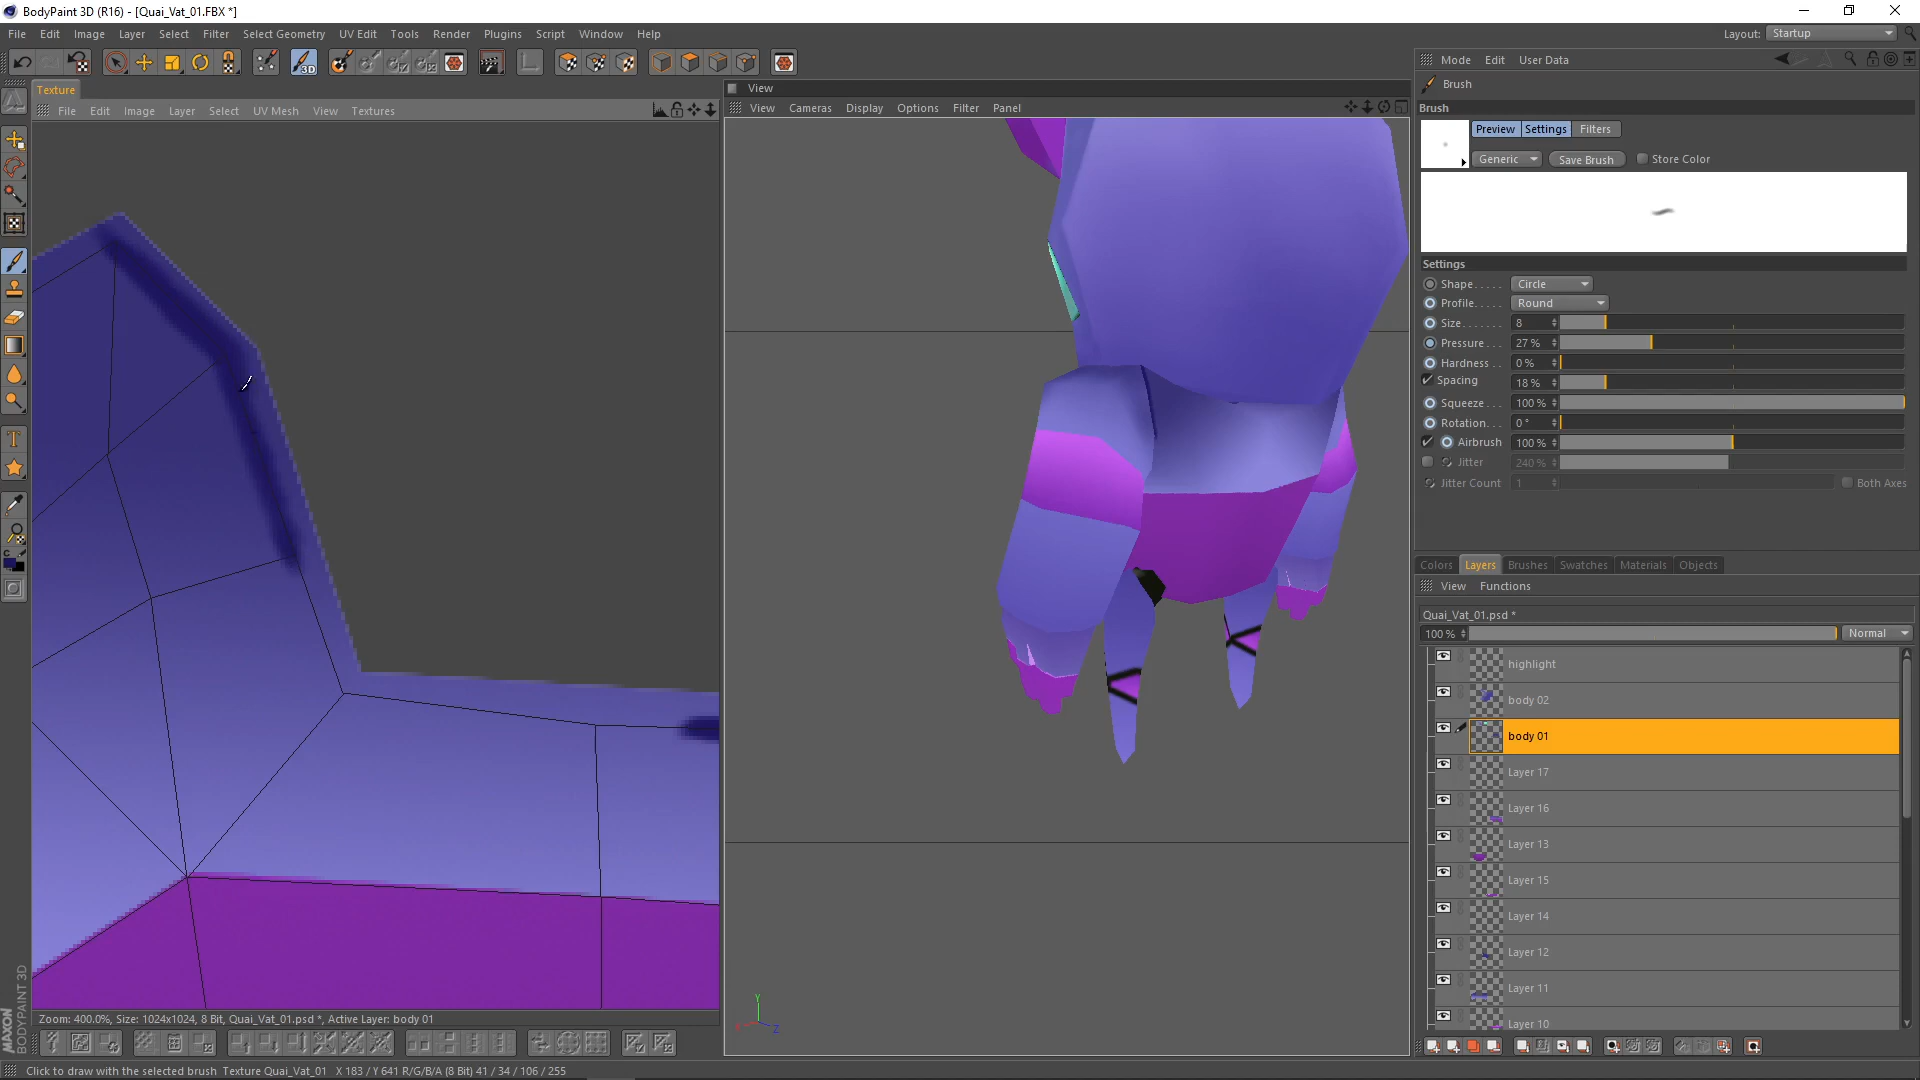 BodyPaint 3D (R16) - [Quai_Vat_01.FBX *]
File Edit Image Layer Select Filter Select Geometry UV Edit Tools Render Plugins Script Window Help
Layout: Startup
Texture
File Edit Image Layer Select UV Mesh View Textures
View
View Cameras Display Options Filter Panel
Mode Edit User Data
Brush
Brush
Preview Settings Filters
Generic Save Brush Store Color
Settings
Shape..... Circle
Profile..... Round
Size....... 8
Pressure... 27 %
Hardness.. 0 %
Spacing 18 %
Squeeze... 100 %
Rotation... 0 °
Airbrush 100 %
Jitter 240 %
Jitter Count 1 Both Axes
Colors Layers Brushes Swatches Materials Objects
View Functions
Quai_Vat_01.psd *
100 % Normal
highlight
body 02
body 01
Layer 17
Layer 16
Layer 13
Layer 15
Layer 14
Layer 12
Layer 11
Layer 10
Y
X
Z
MAXON
BODYPAINT 3D
Zoom: 400.0%, Size: 1024x1024, 8 Bit, Quai_Vat_01.psd *, Active Layer: body 01
Click to draw with the selected brush Texture Quai_Vat_01 X 183 / Y 641 R/G/B/A (8 Bit) 41 / 34 / 106 / 255